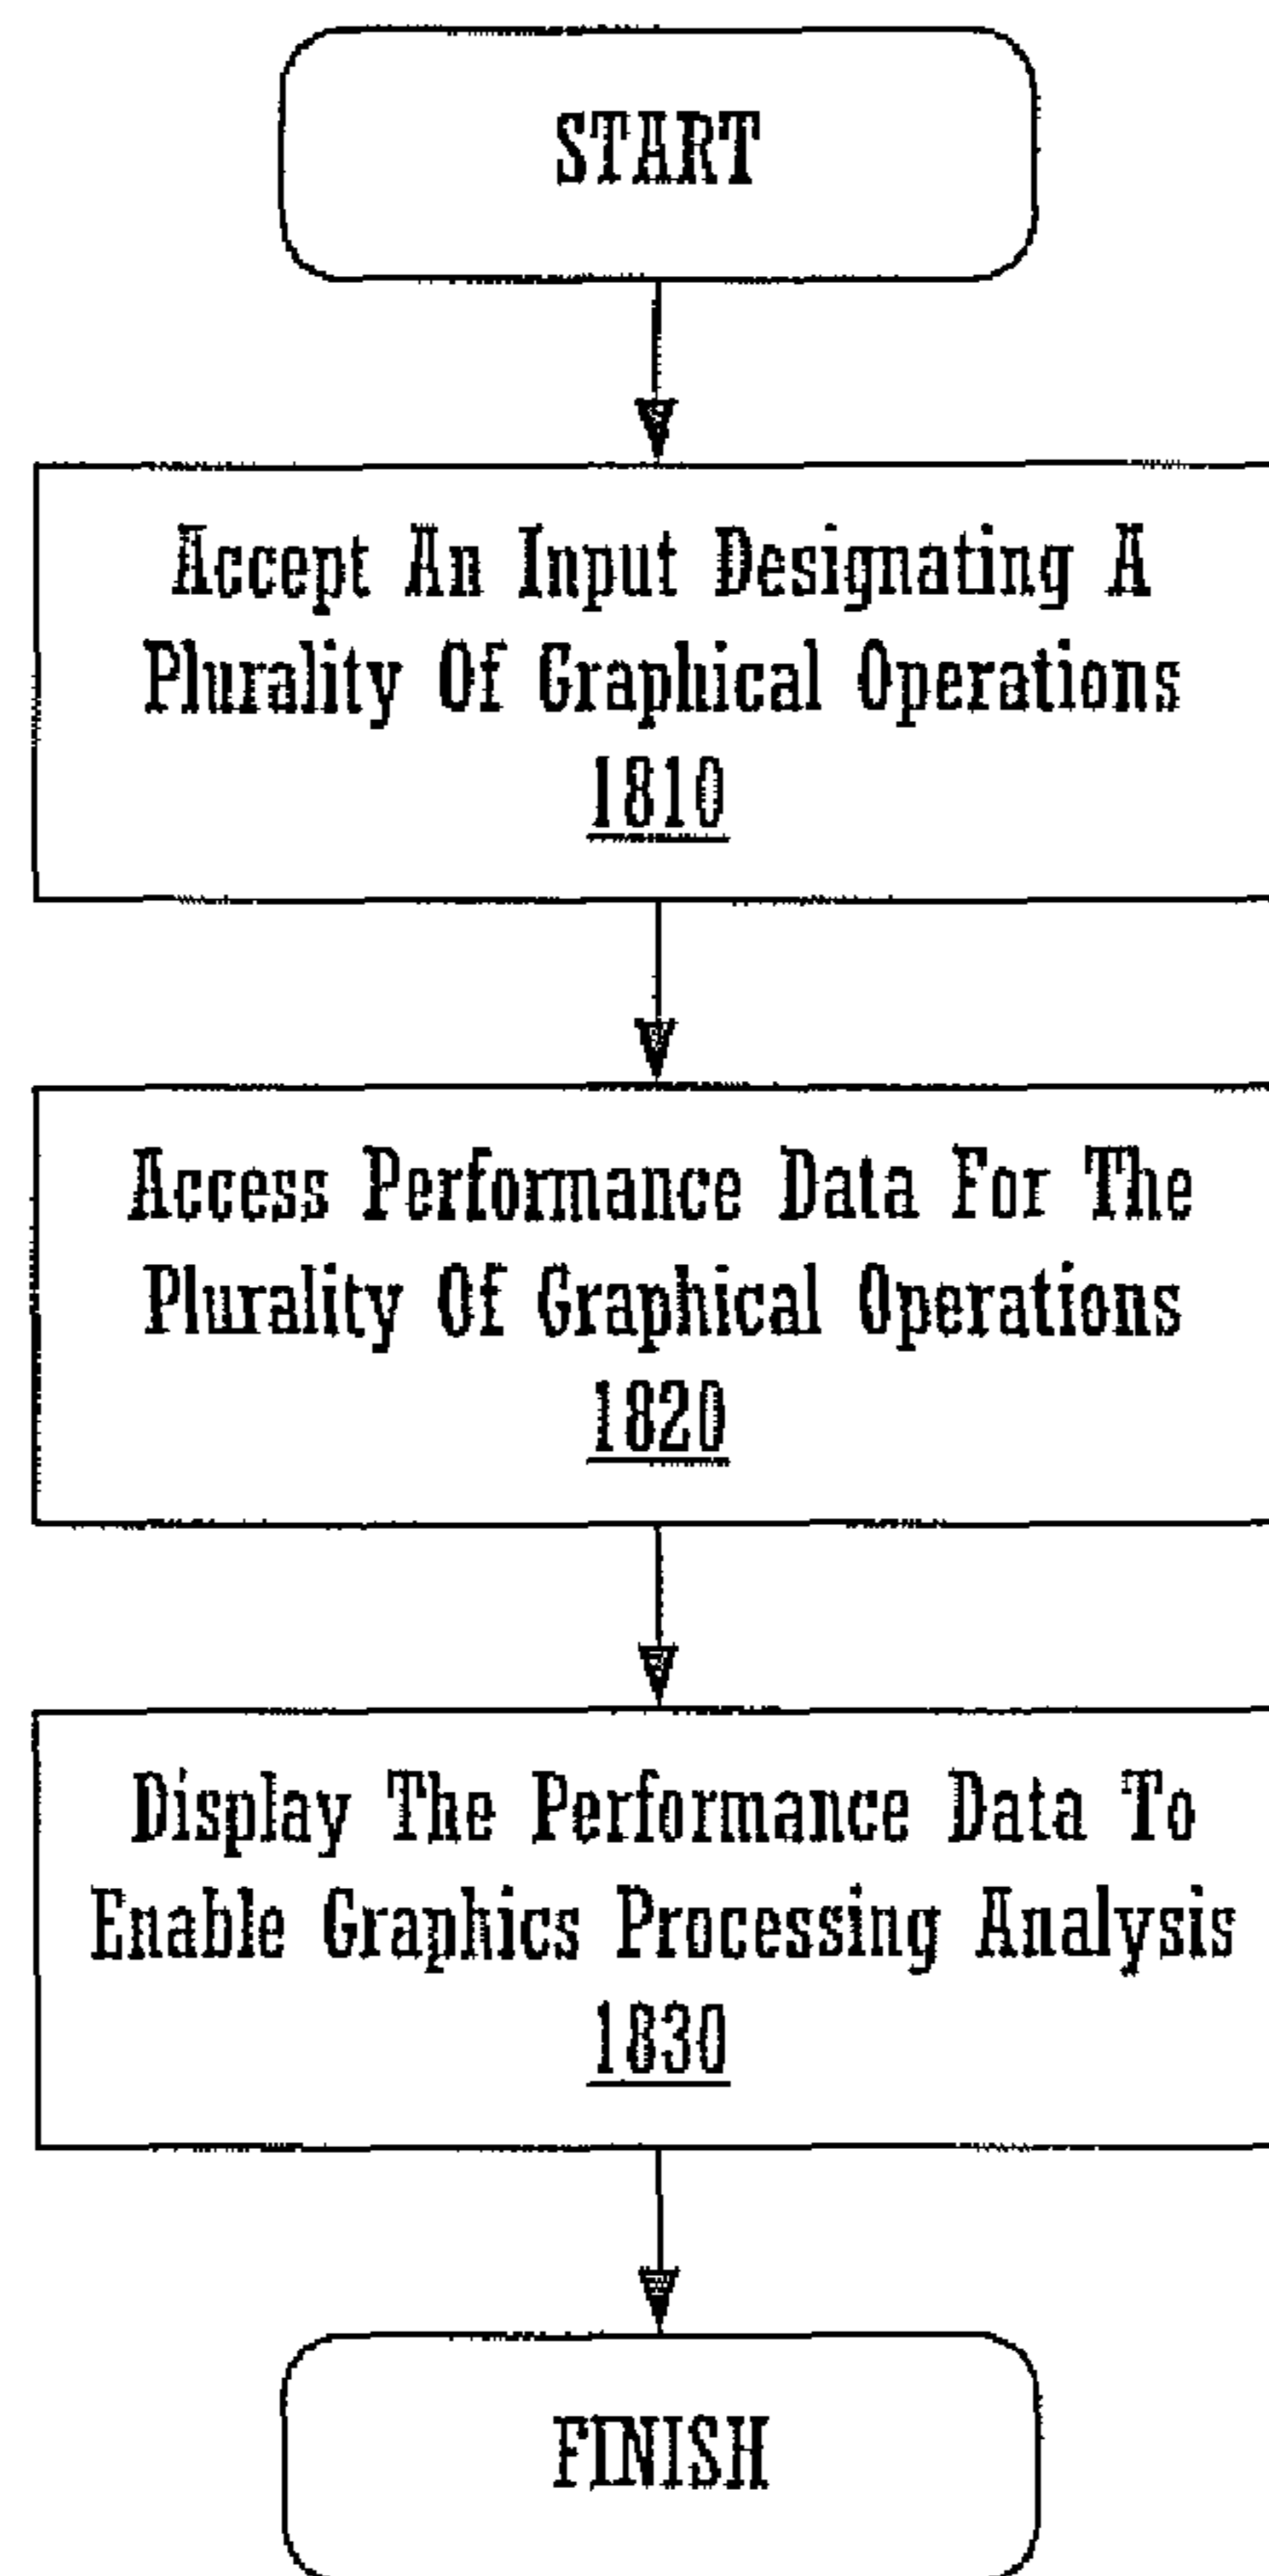 START
Accept An Input Designating A
Plurality Of Graphical Operations
1810
Access Performance Data For The
Plurality Of Graphical Operations
1820
Display The Performance Data To
Enable Graphics Processing Analysis
1830
FINISH